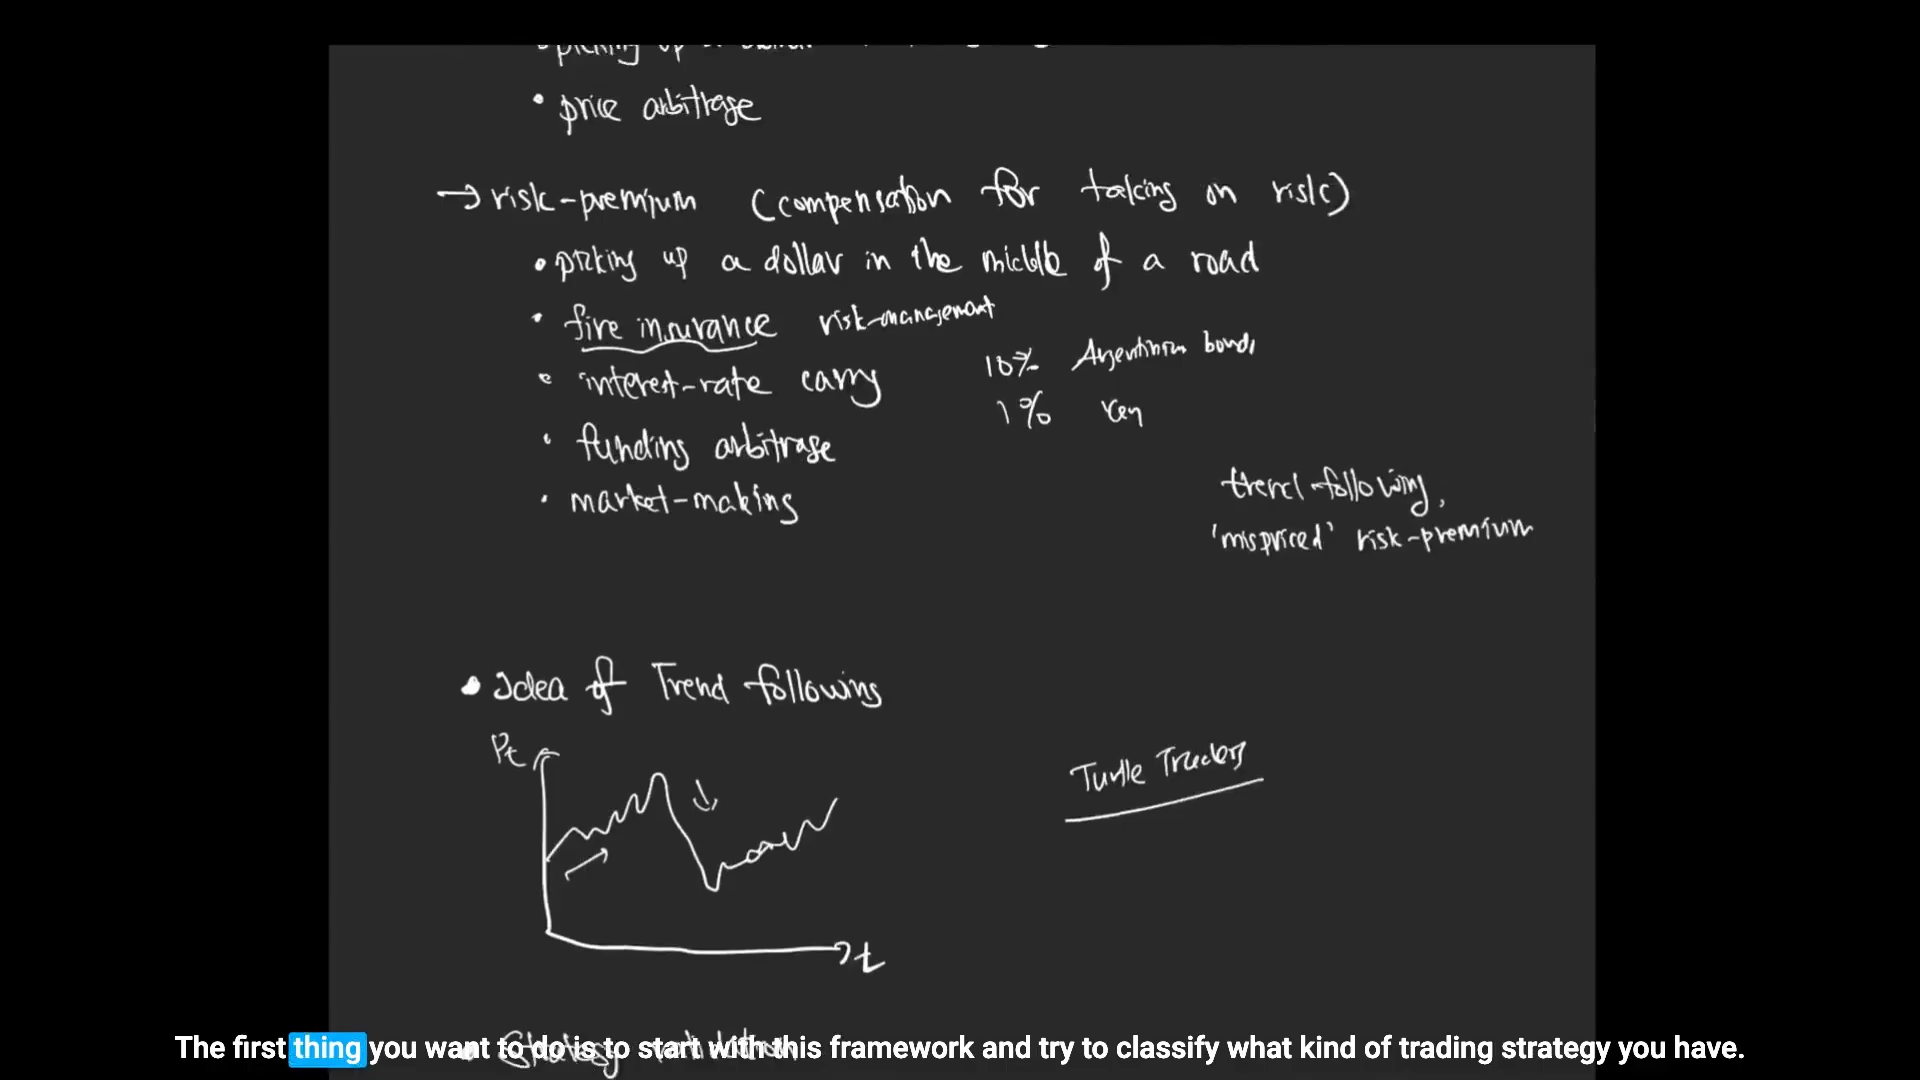 • price arbitrage
→ risk-premium (compensation for taking on risk)
• picking up a dollar in the middle of a road
• fire insurance risk-management
• interest-rate carry 10% Argentinian bonds
1% Yen
• funding arbitrage
• market-making
trend-following,
'mispriced' risk-premium
• Idea of Trend following
Pt
Turtle Traders
t
The first thing you want to do is to start with this framework and try to classify what kind of trading strategy you have.